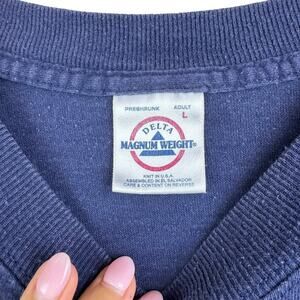 PRESHRUNK ADULT
L
DELTA
MAGNUM WEIGHT®
KNIT IN U.S.A.
ASSEMBLED IN EL SALVADOR
CARE & CONTENT ON REVERSE